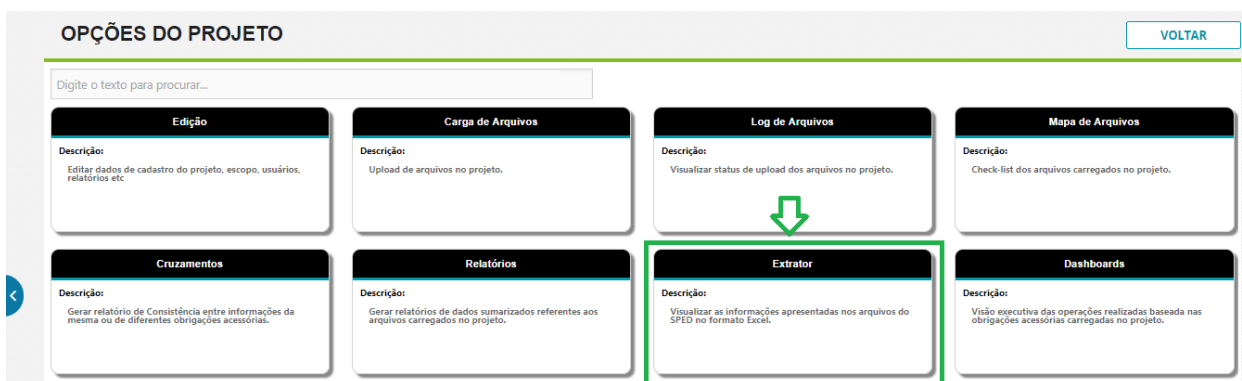 OPÇÕES DO PROJETO
VOLTAR
Digite o texto para procurar...
Edição
Descrição:
Editar dados de cadastro do projeto, escopo, usuários,
relatórios etc
Carga de Arquivos
Descrição:
Upload de arquivos no projeto.
Log de Arquivos
Descrição:
Visualizar status de upload dos arquivos no projeto.
Mapa de Arquivos
Descrição:
Check-list dos arquivos carregados no projeto.
Cruzamentos
Descrição:
Gerar relatório de Consistência entre informações da
mesma ou de diferentes obrigações acessórias.
Relatórios
Descrição:
Gerar relatórios de dados sumarizados referentes aos
arquivos carregados no projeto.
Extrator
Descrição:
Visualizar as informações apresentadas nos arquivos do
SPED no formato Excel.
Dashboards
Descrição:
Visão executiva das operações realizadas baseada nas
obrigações acessórias carregadas no projeto.